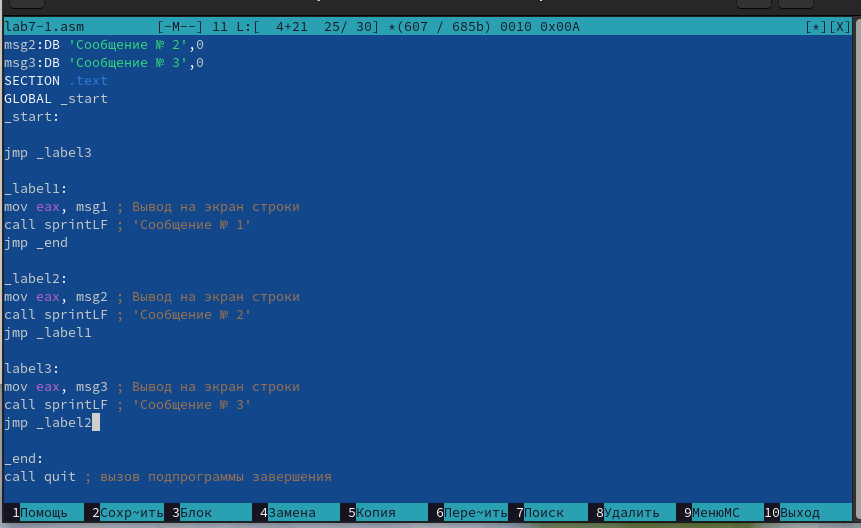 lab7-1.asm [-M--] 11 L:[ 4+21 25/ 30] *(607 / 685b) 0010 0x00A [*][X]
msg2:DB 'Сообщение № 2',0
msg3:DB 'Сообщение № 3',0
SECTION .text
GLOBAL _start
_start:
jmp _label3
_label1:
mov eax, msg1 ; Вывод на экран строки
call sprintLF ; 'Сообщение № 1'
jmp _end
_label2:
mov eax, msg2 ; Вывод на экран строки
call sprintLF ; 'Сообщение № 2'
jmp _label1
label3:
mov eax, msg3 ; Вывод на экран строки
call sprintLF ; 'Сообщение № 3'
jmp _label2
_end:
call quit ; вызов подпрограммы завершения
1Помощь 2Сохр~ить 3Блок 4Замена 5Копия 6Пере~ить 7Поиск 8Удалить 9МенюMC 10Выход